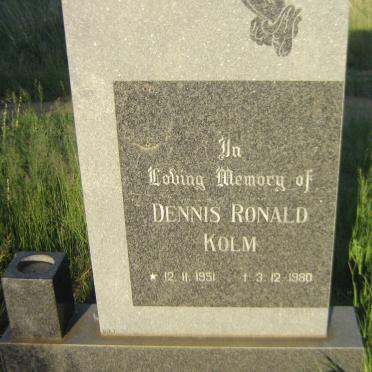 In
Loving Memory of
DENNIS RONALD
KOLM
* 12.11.1951 † 3.12.1980